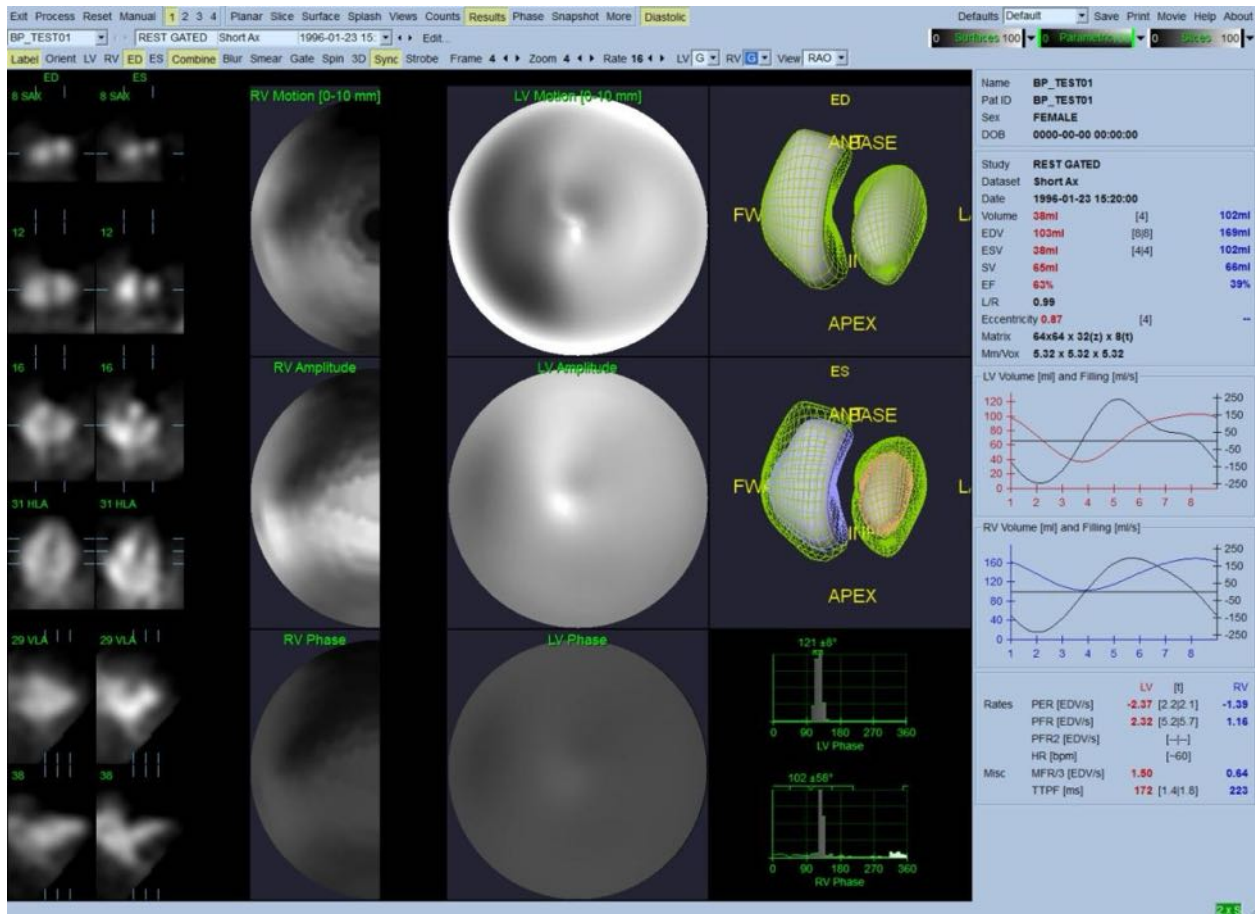 Exit Process Reset Manual 1 2 3 4 Planar Slice Surface Splash Views Counts Results Phase Snapshot More Diastolic Defaults Default Save Print Movie Help About
BP_TEST01 REST GATED Short Ax 1996-01-23 15: Edit... 0 Surfaces 100 0 Parametric 0 Slices 100
Label Orient LV RV ED ES Combine Blur Smear Gate Spin 3D Sync Strobe Frame 4 Zoom 4 Rate 16 LV G RV G View RAO
ED ES
8 SAX 8 SAX
12 12
16 16
31 HLA 31 HLA
29 VLA 29 VLA
38 38
RV Motion [0-10 mm]
RV Amplitude
RV Phase
LV Motion [0-10 mm]
LV Amplitude
LV Phase
ED
ANT BASE
FW
APEX
ES
ANT BASE
FW
APEX
121 ±6°
0 90 180 270 360
LV Phase
102 ±56°
0 90 180 270 360
RV Phase
Name BP_TEST01
Pat ID BP_TEST01
Sex FEMALE
DOB 0000-00-00 00:00:00
Study REST GATED
Dataset Short Ax
Date 1996-01-23 15:20:00
Volume 38ml [4] 102ml
EDV 103ml [8|8] 169ml
ESV 38ml [4|4] 102ml
SV 65ml 66ml
EF 63% 39%
L/R 0.99
Eccentricity 0.87 [4] --
Matrix 64x64 x 32(z) x 8(t)
Mm/Vox 5.32 x 5.32 x 5.32
LV Volume [ml] and Filling [ml/s]
120 100 80 60 40 20 0
250 150 50 -50 -150 -250
1 2 3 4 5 6 7 8
RV Volume [ml] and Filling [ml/s]
160 120 80 40 0
250 150 50 -50 -150 -250
1 2 3 4 5 6 7 8
LV [f] RV
Rates PER [EDV/s] -2.37 [2.2|2.1] -1.39
PFR [EDV/s] 2.32 [5.2|5.7] 1.16
PFR2 [EDV/s] [--|--]
HR [bpm] [~60]
Misc MFR/3 [EDV/s] 1.50 0.64
TTPF [ms] 172 [1.4|1.8] 223
2 x S